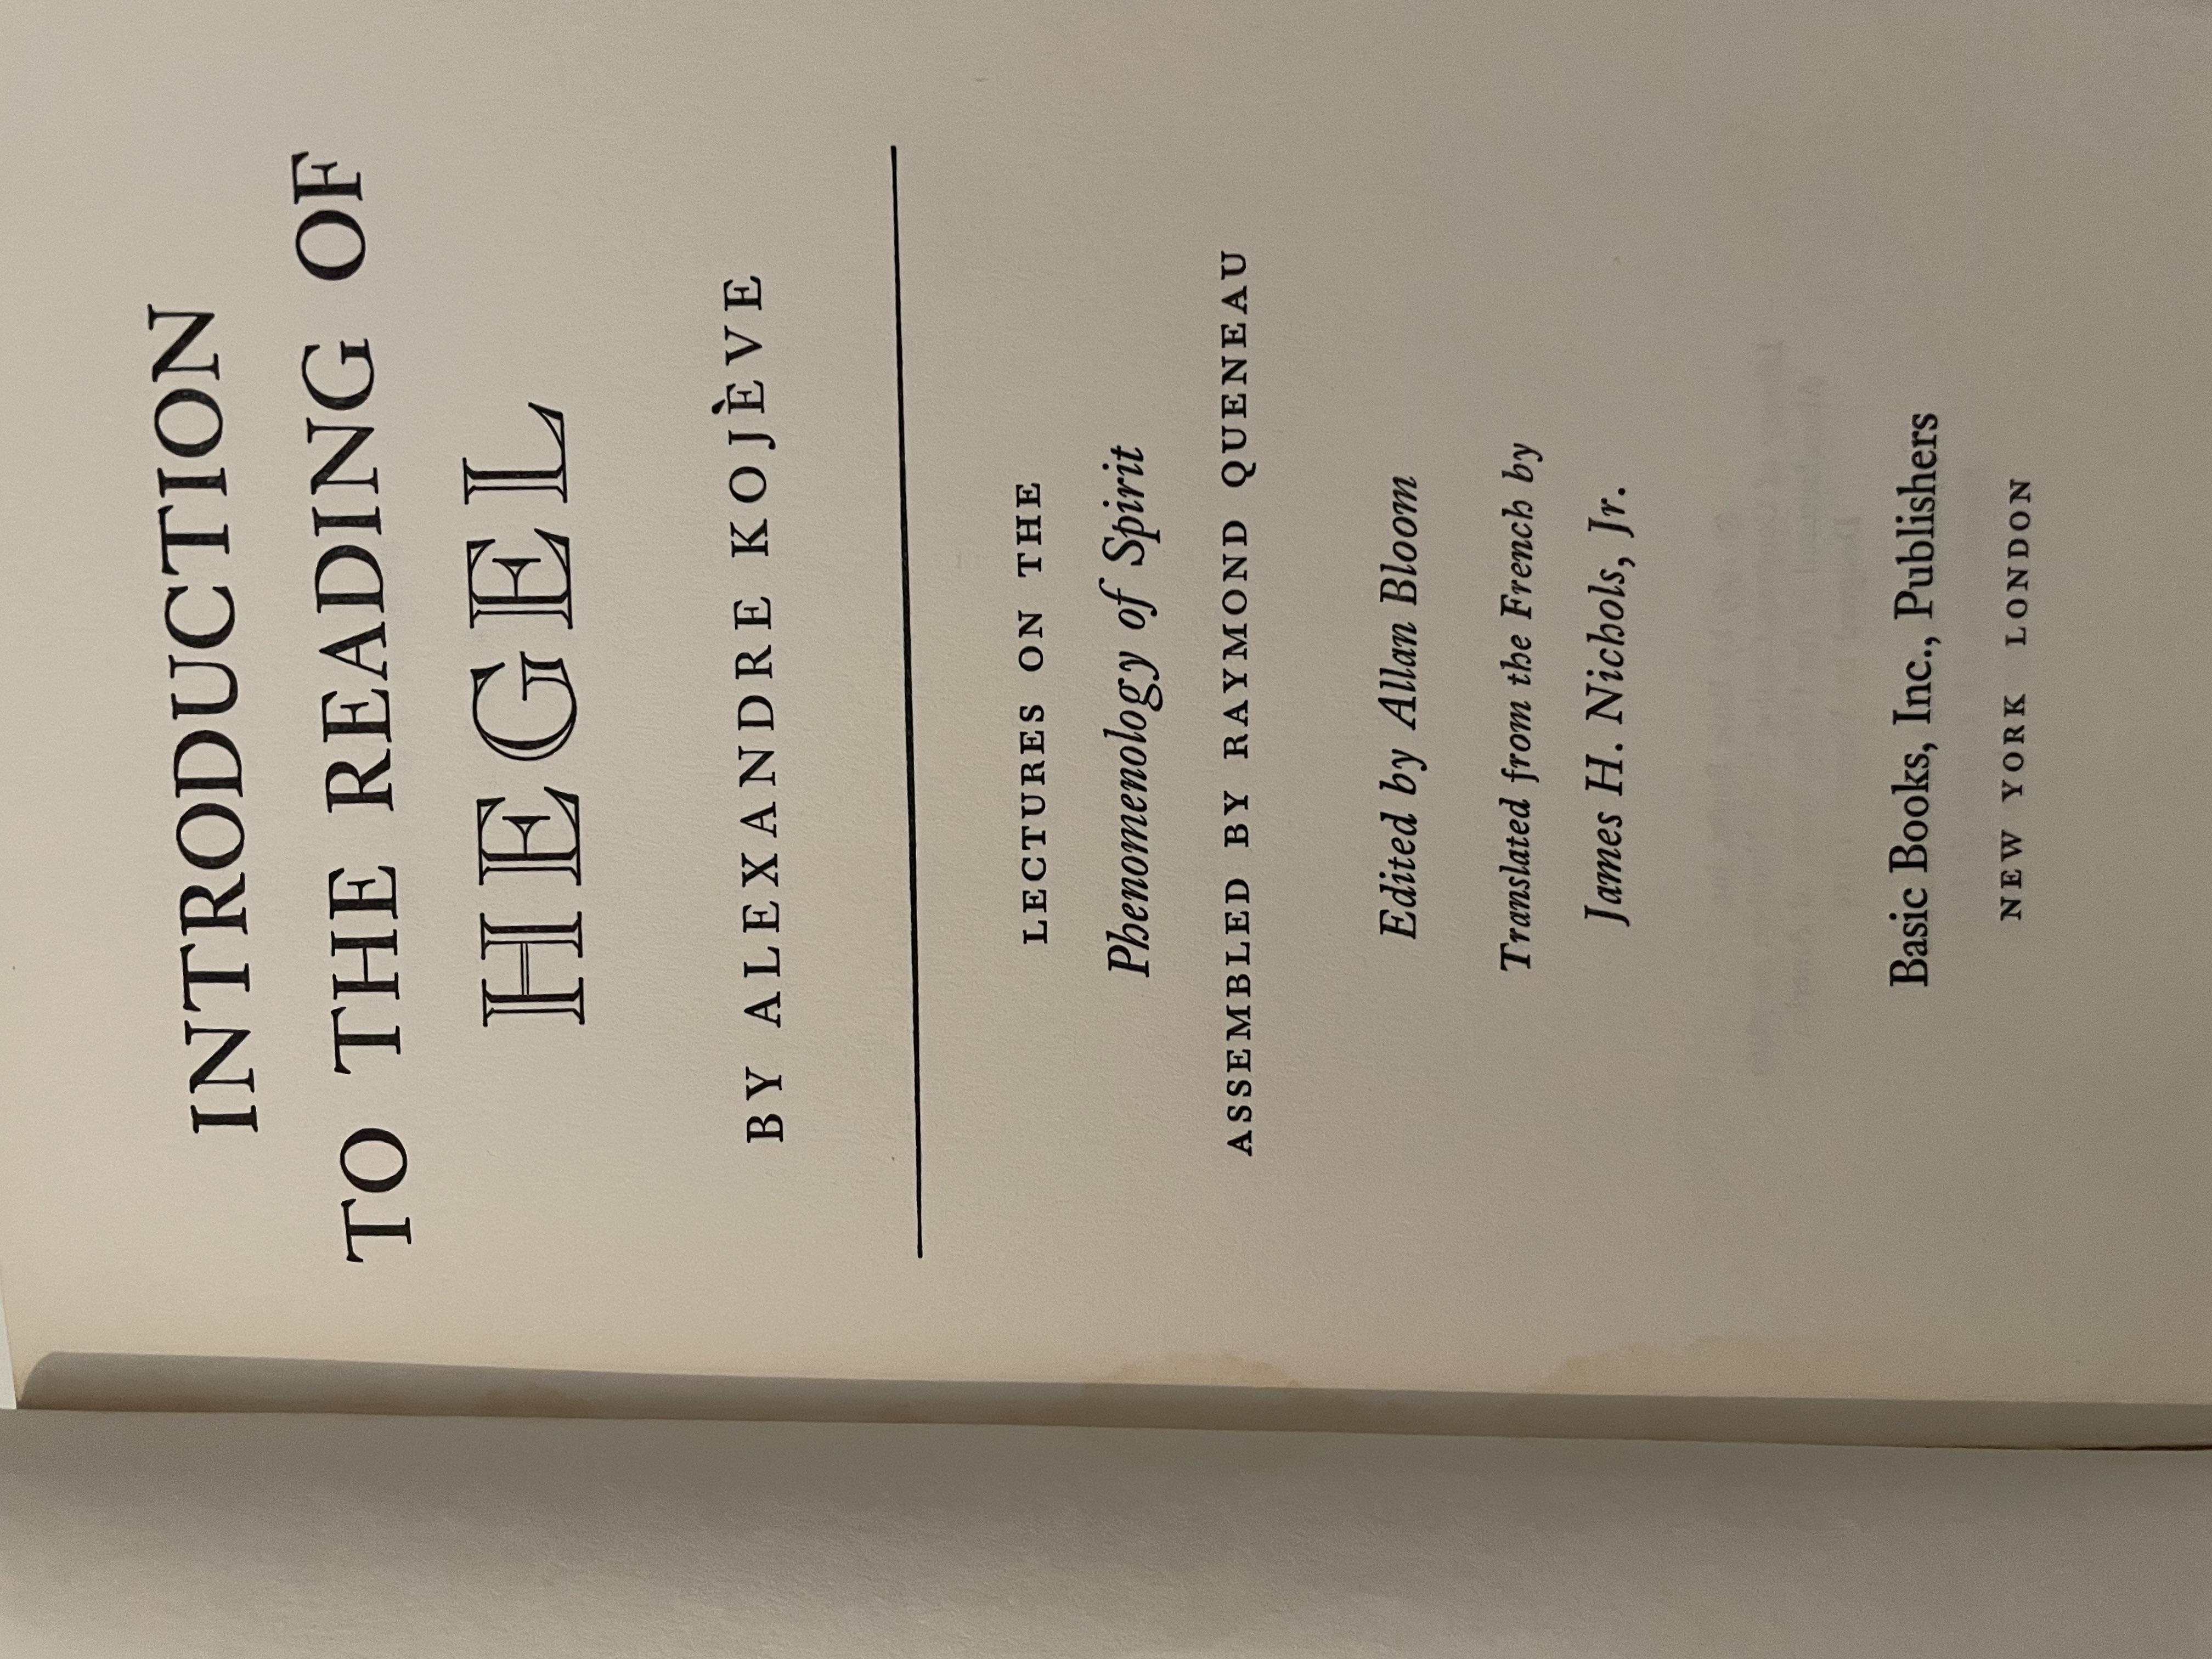 INTRODUCTION
TO THE READING OF
HEGEL
BY ALEXANDRE KOJÈVE
LECTURES ON THE
Phenomenology of Spirit
ASSEMBLED BY RAYMOND QUENEAU
Edited by Allan Bloom
Translated from the French by
James H. Nichols, Jr.
Basic Books, Inc., Publishers
NEW YORK LONDON